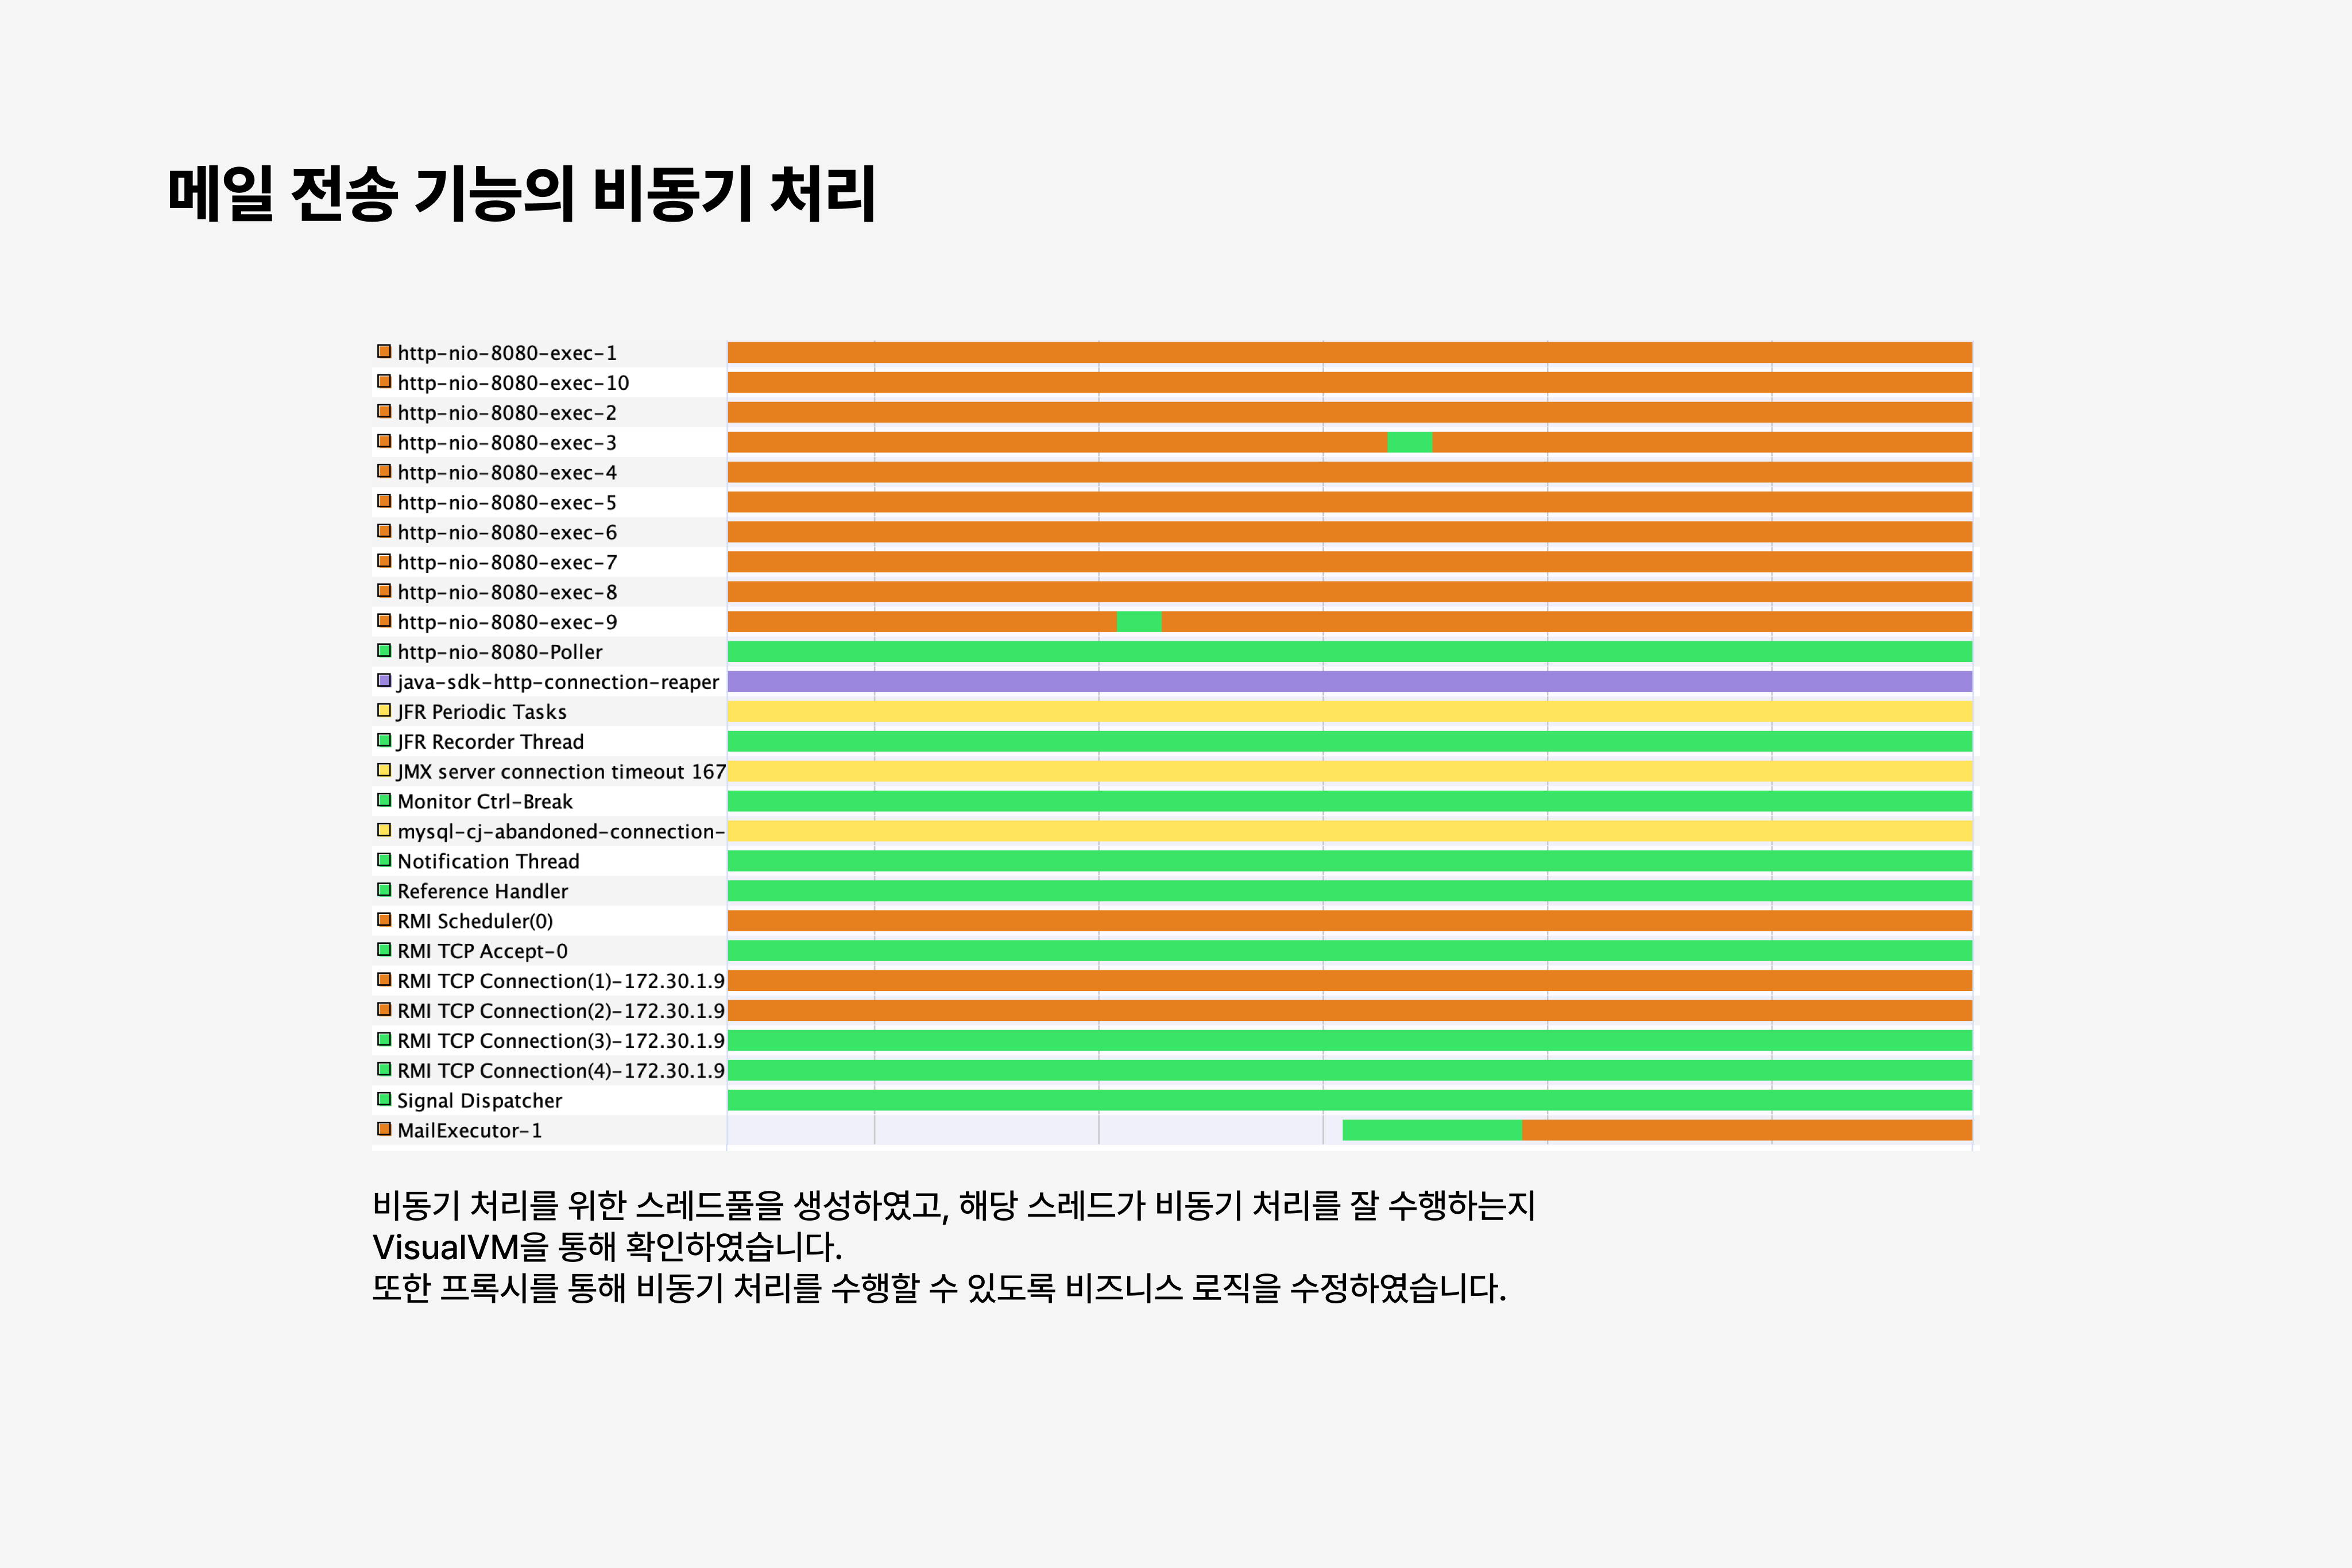 메일 전송 기능의 비동기 처리
http-nio-8080-exec-1
http-nio-8080-exec-10
http-nio-8080-exec-2
http-nio-8080-exec-3
http-nio-8080-exec-4
http-nio-8080-exec-5
http-nio-8080-exec-6
http-nio-8080-exec-7
http-nio-8080-exec-8
http-nio-8080-exec-9
http-nio-8080-Poller
java-sdk-http-connection-reaper
JFR Periodic Tasks
JFR Recorder Thread
JMX server connection timeout 167
Monitor Ctrl-Break
mysql-cj-abandoned-connection-
Notification Thread
Reference Handler
RMI Scheduler(0)
RMI TCP Accept-0
RMI TCP Connection(1)-172.30.1.9
RMI TCP Connection(2)-172.30.1.9
RMI TCP Connection(3)-172.30.1.9
RMI TCP Connection(4)-172.30.1.9
Signal Dispatcher
MailExecutor-1
비동기 처리를 위한 스레드풀을 생성하였고, 해당 스레드가 비동기 처리를 잘 수행하는지
VisualVM을 통해 확인하였습니다.
또한 프록시를 통해 비동기 처리를 수행할 수 있도록 비즈니스 로직을 수정하였습니다.